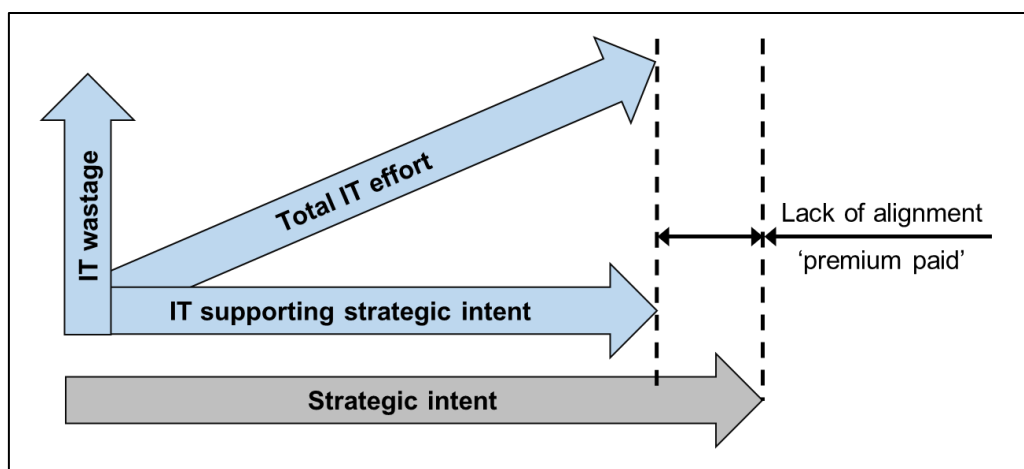 IT wastage
Total IT effort
Lack of alignment
‘premium paid’
IT supporting strategic intent
Strategic intent